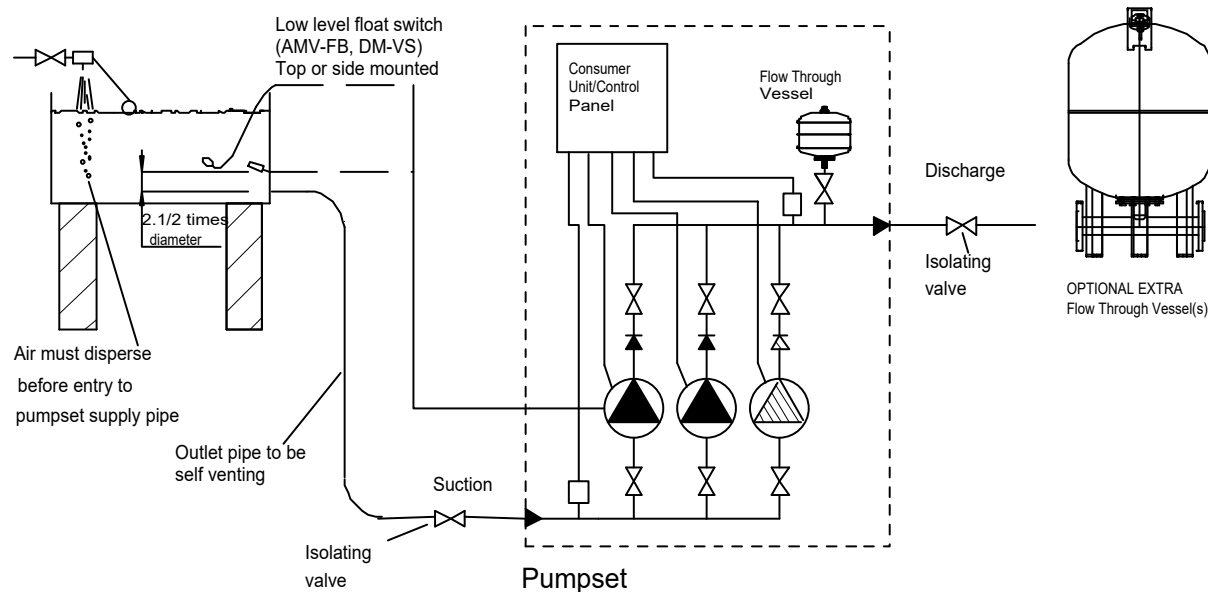 Low level float switch
(AMV-FB, DM-VS)
Top or side mounted
Consumer
Unit/Control
Panel
Flow Through
Vessel
Discharge
Isolating
valve
OPTIONAL EXTRA
Flow Through Vessel(s)
2.1/2 times
diameter
Air must disperse
before entry to
pumpset supply pipe
Outlet pipe to be
self venting
Suction
Isolating
valve
Pumpset